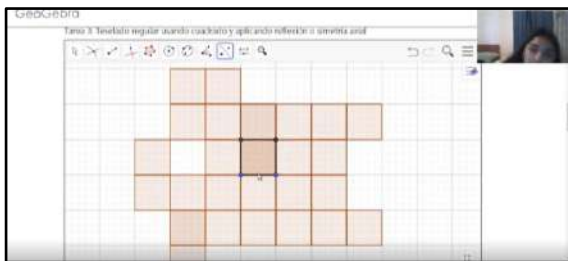 GeoGebra
Tarea 3. Teselado regular usando cuadrado y aplicando reflexión o simetría axial